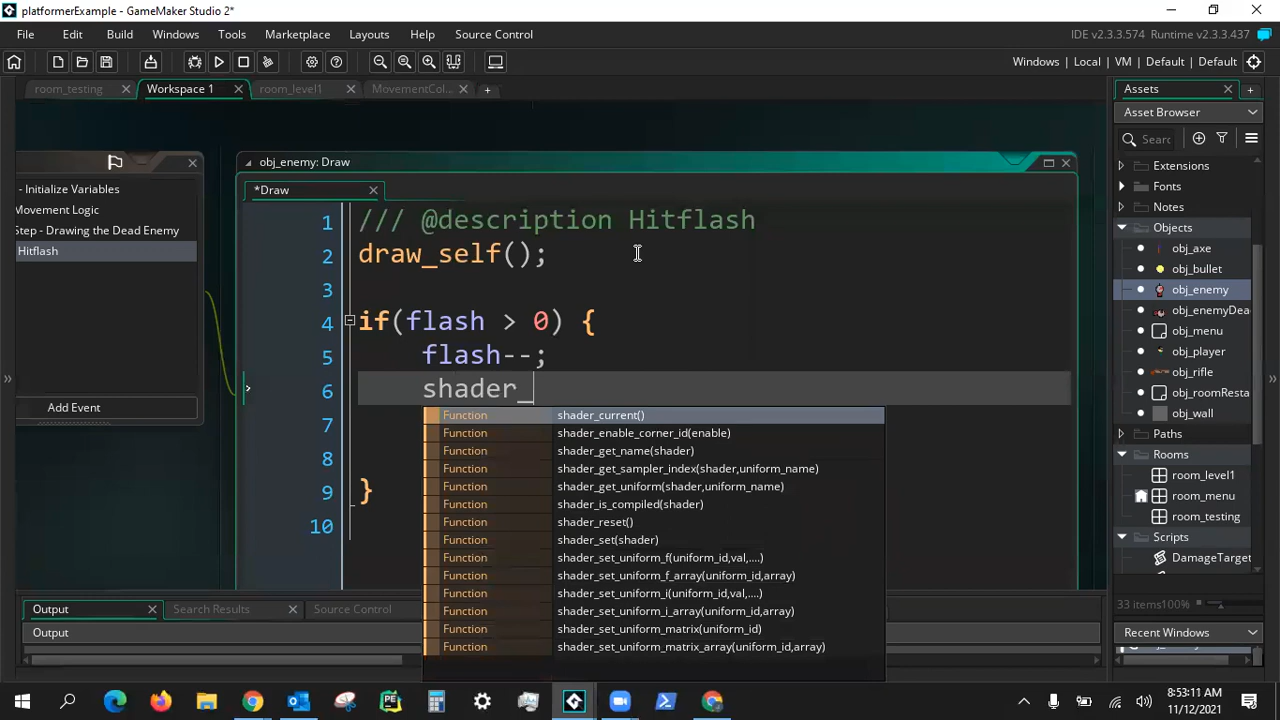 platformerExample - GameMaker Studio 2*
File Edit Build Windows Tools Marketplace Layouts Help Source Control
IDE v2.3.3.574 Runtime v2.3.3.437
Windows | Local | VM | Default | Default
room_testing Workspace 1 room_level1 MovementCol...
- Initialize Variables
Movement Logic
Step - Drawing the Dead Enemy
Hitflash
Add Event
obj_enemy: Draw
*Draw
1 /// @description Hitflash
2 draw_self();
3
4 if(flash > 0) {
5 flash--;
6 shader_
7
8
9 }
10
Function shader_current()
Function shader_enable_corner_id(enable)
Function shader_get_name(shader)
Function shader_get_sampler_index(shader,uniform_name)
Function shader_get_uniform(shader,uniform_name)
Function shader_is_compiled(shader)
Function shader_reset()
Function shader_set(shader)
Function shader_set_uniform_f(uniform_id,val,....)
Function shader_set_uniform_f_array(uniform_id,array)
Function shader_set_uniform_i(uniform_id,val,....)
Function shader_set_uniform_i_array(uniform_id,array)
Function shader_set_uniform_matrix(uniform_id)
Function shader_set_uniform_matrix_array(uniform_id,array)
Output Search Results Source Control
Output
Assets
Asset Browser
Searc
Extensions
Fonts
Notes
Objects
obj_axe
obj_bullet
obj_enemy
obj_enemyDea
obj_menu
obj_player
obj_rifle
obj_roomResta
obj_wall
Paths
Rooms
room_level1
room_menu
room_testing
Scripts
DamageTarget
33 items 100%
Recent Windows
8:53:11 AM
11/12/2021